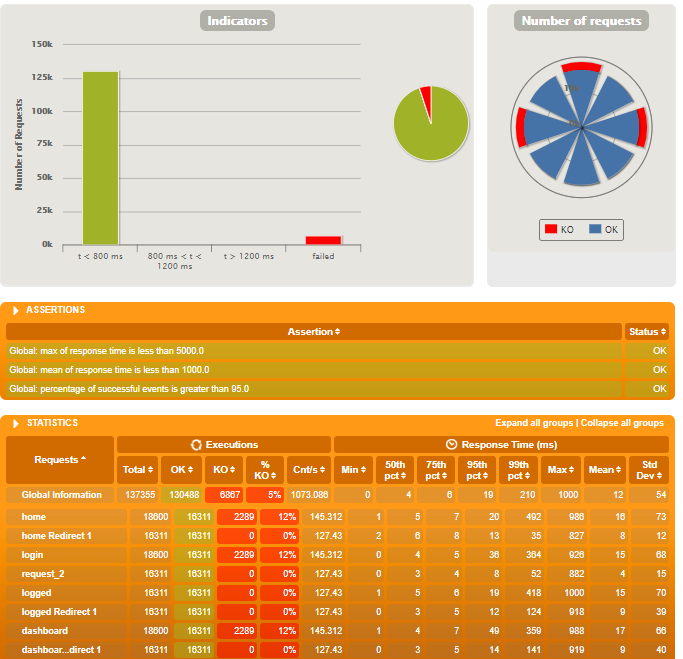 Indicators
Number of requests
150k
125k
100k
75k
50k
25k
0k
Number of Requests
t < 800 ms
800 ms < t <
1200 ms
t > 1200 ms
failed
KO OK
ASSERTIONS
Assertion Status
Global: max of response time is less than 5000.0 OK
Global: mean of response time is less than 1000.0 OK
Global: percentage of successful events is greater than 95.0 OK
STATISTICS Expand all groups | Collapse all groups
Requests Executions Response Time (ms)
Total OK KO % KO Cnt/s Min 50th pct 75th pct 95th pct 99th pct Max Mean Std Dev
Global Information 137355 130488 6867 5% 1073.086 0 4 6 19 210 1000 12 54
home 18600 16311 2289 12% 145.312 1 5 7 20 492 986 16 73
home Redirect 1 16311 16311 0 0% 127.43 2 6 8 13 35 827 8 12
login 18600 16311 2289 12% 145.312 0 4 5 36 364 926 15 68
request_2 16311 16311 0 0% 127.43 0 3 4 8 52 882 4 15
logged 16311 16311 0 0% 127.43 1 5 6 19 418 1000 15 70
logged Redirect 1 16311 16311 0 0% 127.43 0 3 5 12 124 918 9 39
dashboard 18600 16311 2289 12% 145.312 1 4 7 49 359 988 17 66
dashboar...direct 1 16311 16311 0 0% 127.43 0 3 5 14 141 919 9 40